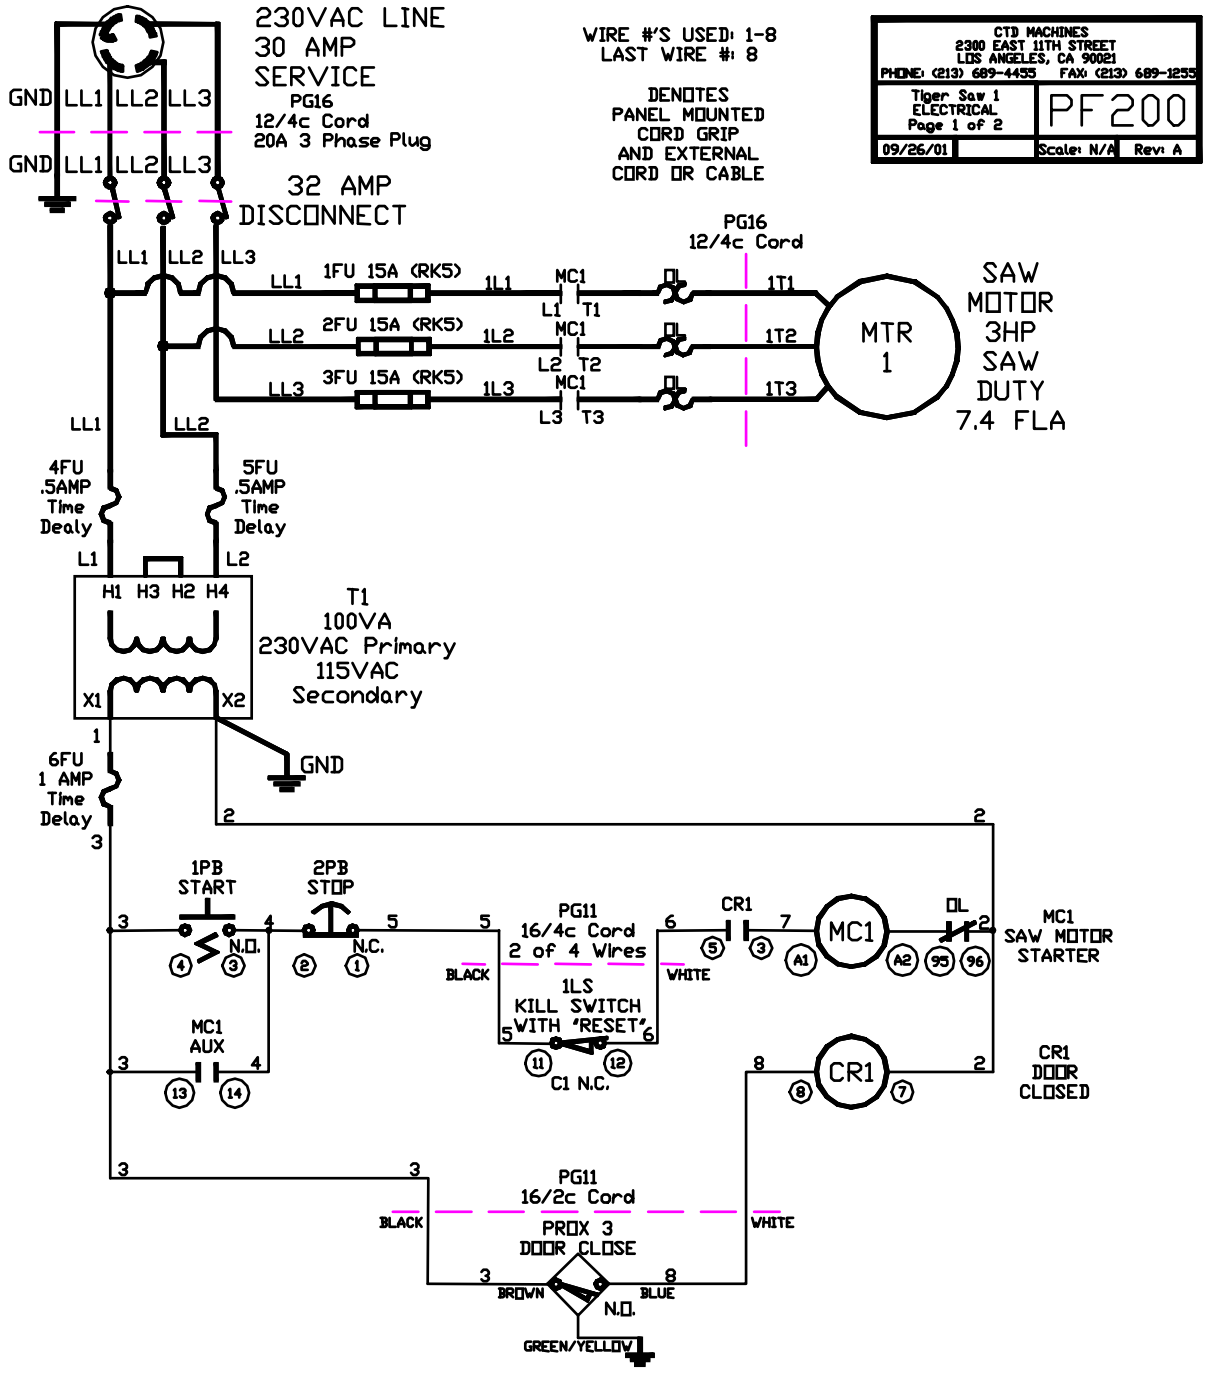 230VAC LINE
30 AMP
SERVICE
PG16
12/4c Cord
20A 3 Phase Plug
GND LL1 LL2 LL3
GND LL1 LL2 LL3
32 AMP
DISCONNECT
WIRE #'S USED: 1-8
LAST WIRE #: 8
DENOTES
PANEL MOUNTED
CORD GRIP
AND EXTERNAL
CORD OR CABLE
CTD MACHINES
2300 EAST 11TH STREET
LOS ANGELES, CA 90021
PHONE: (213) 689-4455 FAX: (213) 689-1255
Tiger Saw 1
ELECTRICAL
Page 1 of 2
PF200
09/26/01
Scale: N/A
Rev: A
PG16
12/4c Cord
LL1 LL2 LL3
LL1 1FU 15A (RK5) 1L1 MC1 OL 1T1
L1 T1
LL2 2FU 15A (RK5) 1L2 MC1 OL 1T2
L2 T2
LL3 3FU 15A (RK5) 1L3 MC1 OL 1T3
L3 T3
MTR
1
SAW
MOTOR
3HP
SAW
DUTY
7.4 FLA
LL1 LL2
4FU
.5AMP
Time
Dealy
5FU
.5AMP
Time
Delay
L1 L2
H1 H3 H2 H4
T1
100VA
230VAC Primary
115VAC
Secondary
X1 X2
1
GND
6FU
1 AMP
Time
Delay
3
2 2
1PB
START
2PB
STOP
3 4 5 5
N.O. N.C.
4 3 2 1
PG11
16/4c Cord
2 of 4 Wires
BLACK WHITE
6 CR1 7 MC1 OL 2
5 3 A1 A2 95 96
MC1
SAW MOTOR
STARTER
1LS
KILL SWITCH
WITH "RESET"
5 6
11 12
C1 N.C.
MC1
AUX
3 4
13 14
8 CR1 2
8 7
CR1
DOOR
CLOSED
3 3
PG11
16/2c Cord
BLACK WHITE
PROX 3
DOOR CLOSE
3 8
BROWN BLUE
N.O.
GREEN/YELLOW